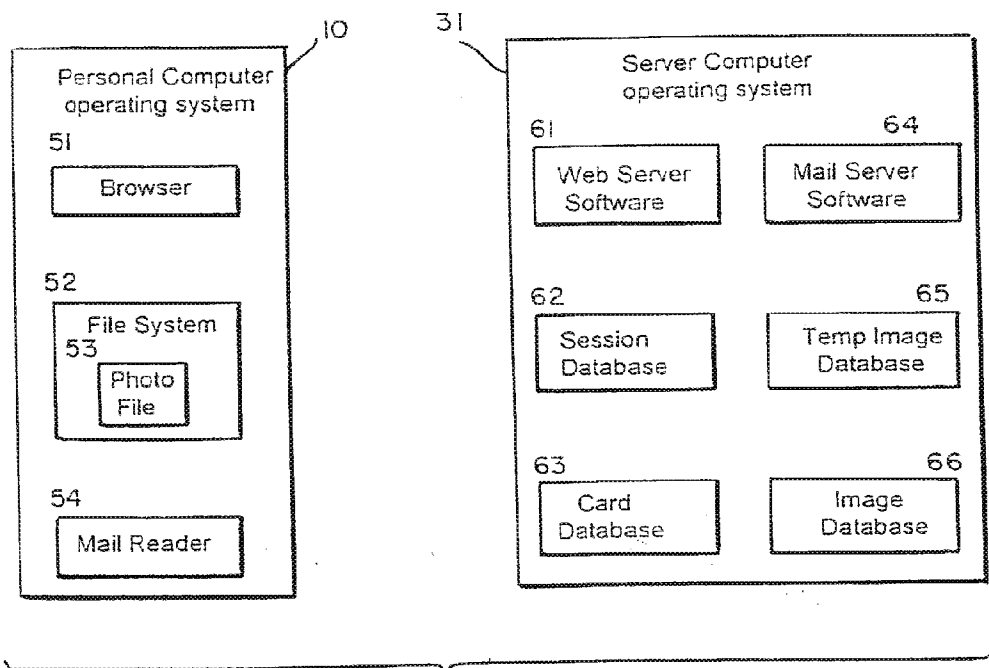 10
Personal Computer
operating system
51
Browser
52
File System
53
Photo
File
54
Mail Reader
31
Server Computer
operating system
61
Web Server
Software
64
Mail Server
Software
62
Session
Database
65
Temp Image
Database
63
Card
Database
66
Image
Database